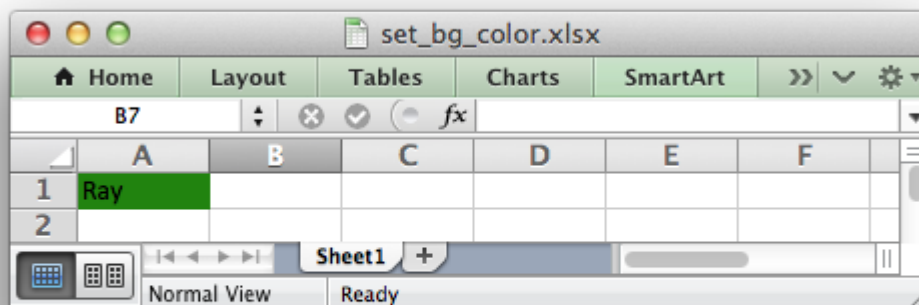 set_bg_color.xlsx
Home Layout Tables Charts SmartArt
B7 fx
A B C D E F
1 Ray
2
Sheet1
Normal View Ready